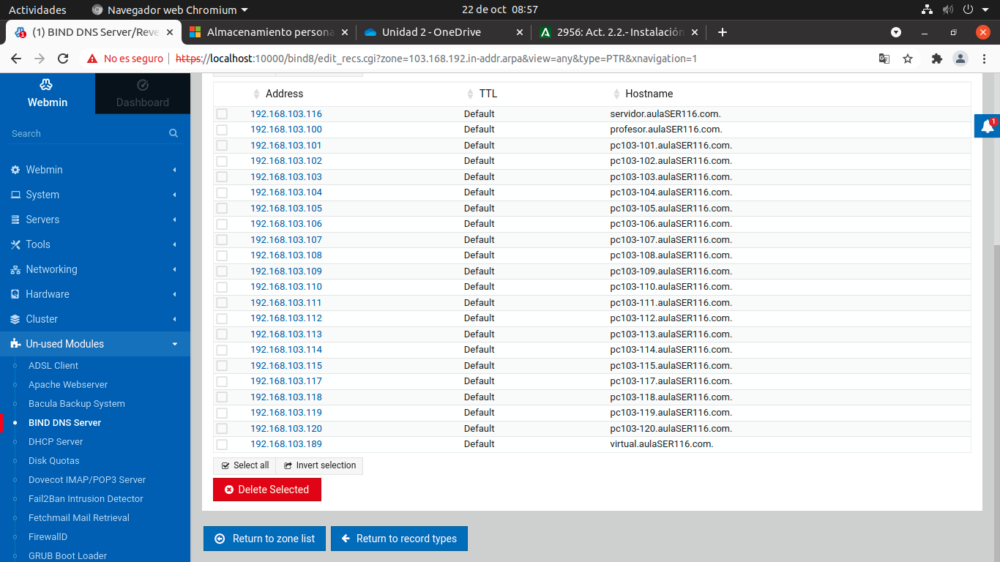 Actividades Navegador web Chromium 22 de oct 08:57
(1) BIND DNS Server/Reve Almacenamiento persona Unidad 2 - OneDrive 2956: Act. 2.2.- Instalación
No es seguro https://localhost:10000/bind8/edit_recs.cgi?zone=103.168.192.in-addr.arpa&view=any&type=PTR&xnavigation=1
Webmin Dashboard
Search
Webmin
System
Servers
Tools
Networking
Hardware
Cluster
Un-used Modules
ADSL Client
Apache Webserver
Bacula Backup System
BIND DNS Server
DHCP Server
Disk Quotas
Dovecot IMAP/POP3 Server
Fail2Ban Intrusion Detector
Fetchmail Mail Retrieval
FirewallD
GRUB Boot Loader
Address TTL Hostname
192.168.103.116 Default servidor.aulaSER116.com.
192.168.103.100 Default profesor.aulaSER116.com.
192.168.103.101 Default pc103-101.aulaSER116.com.
192.168.103.102 Default pc103-102.aulaSER116.com.
192.168.103.103 Default pc103-103.aulaSER116.com.
192.168.103.104 Default pc103-104.aulaSER116.com.
192.168.103.105 Default pc103-105.aulaSER116.com.
192.168.103.106 Default pc103-106.aulaSER116.com.
192.168.103.107 Default pc103-107.aulaSER116.com.
192.168.103.108 Default pc103-108.aulaSER116.com.
192.168.103.109 Default pc103-109.aulaSER116.com.
192.168.103.110 Default pc103-110.aulaSER116.com.
192.168.103.111 Default pc103-111.aulaSER116.com.
192.168.103.112 Default pc103-112.aulaSER116.com.
192.168.103.113 Default pc103-113.aulaSER116.com.
192.168.103.114 Default pc103-114.aulaSER116.com.
192.168.103.115 Default pc103-115.aulaSER116.com.
192.168.103.117 Default pc103-117.aulaSER116.com.
192.168.103.118 Default pc103-118.aulaSER116.com.
192.168.103.119 Default pc103-119.aulaSER116.com.
192.168.103.120 Default pc103-120.aulaSER116.com.
192.168.103.189 Default virtual.aulaSER116.com.
Select all Invert selection
Delete Selected
Return to zone list Return to record types
1